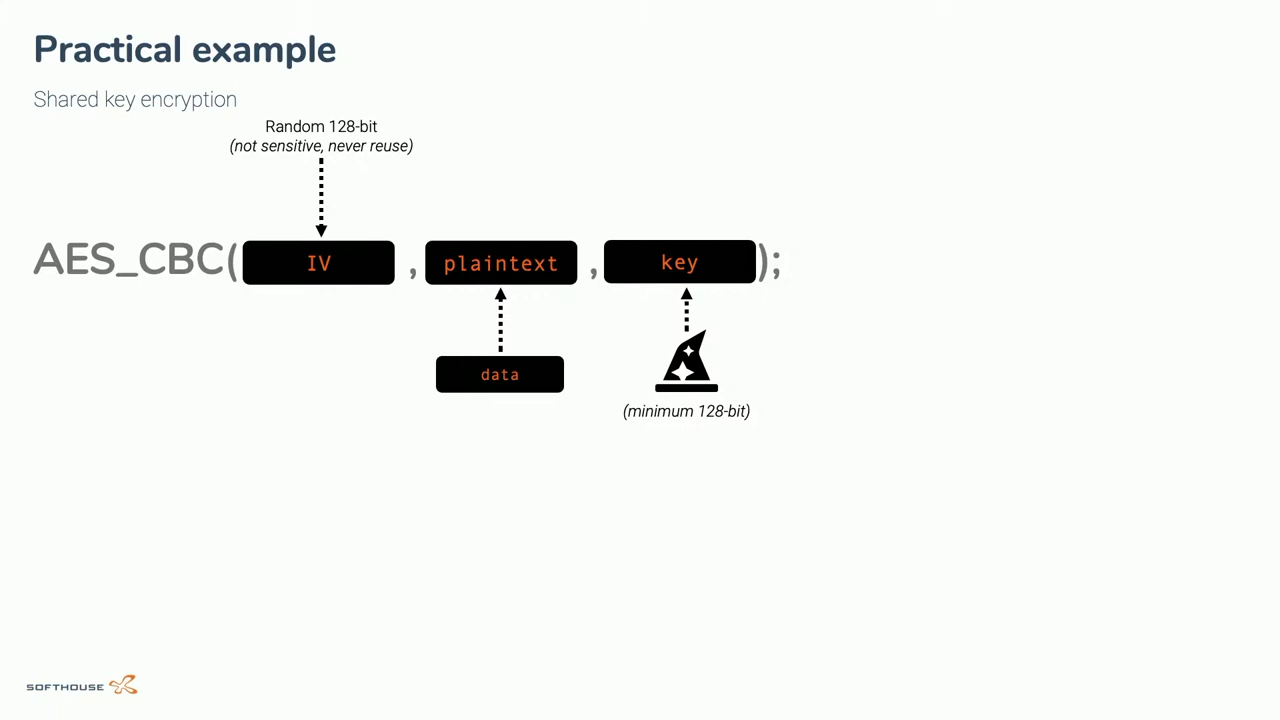 Practical example
Shared key encryption
Random 128-bit
(not sensitive, never reuse)
AES_CBC( IV , plaintext , key );
data
(minimum 128-bit)
SOFTHOUSE